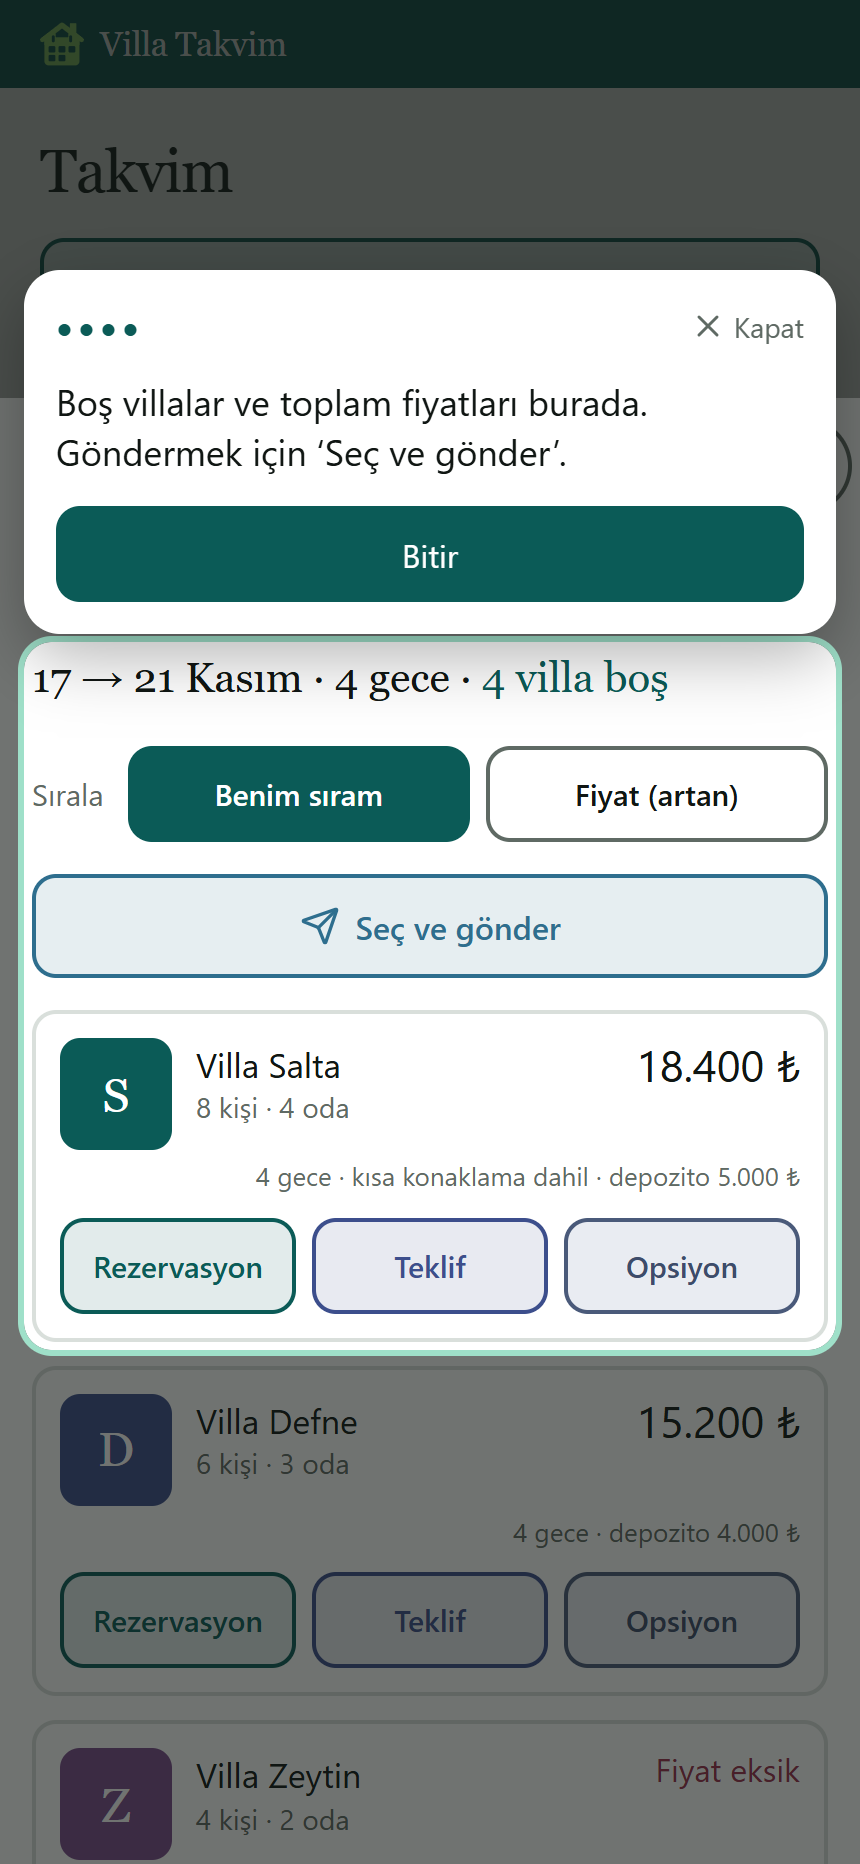 Villa Takvim
Takvim
Kapat
Boş villalar ve toplam fiyatları burada.
Göndermek için ‘Seç ve gönder’.
Bitir
17 → 21 Kasım · 4 gece · 4 villa boş
Sırala
Benim sıram
Fiyat (artan)
Seç ve gönder
S
Villa Salta
18.400 ₺
8 kişi · 4 oda
4 gece · kısa konaklama dahil · depozito 5.000 ₺
Rezervasyon
Teklif
Opsiyon
D
Villa Defne
15.200 ₺
6 kişi · 3 oda
4 gece · depozito 4.000 ₺
Rezervasyon
Teklif
Opsiyon
Z
Villa Zeytin
Fiyat eksik
4 kişi · 2 oda